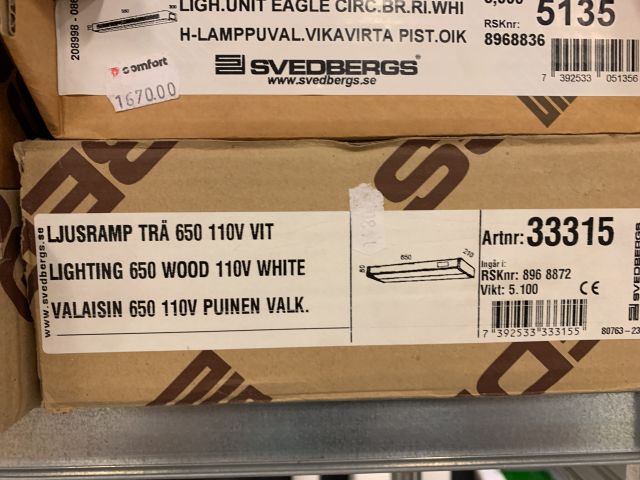 LIGH.UNIT EAGLE CIRC.BR.RI.WHI
H-LAMPPUVAL.VIKAVIRTA PIST.OIK
5135
RSKnr:
8968836
650
comfort
1670.00
SVEDBERGS
www.svedbergs.se
7 392533 051356
www.svedbergs.se
LJUSRAMP TRÄ 650 110V VIT
LIGHTING 650 WOOD 110V WHITE
VALAISIN 650 110V PUINEN VALK.
650
210
60
Artnr: 33315
Ingår i:
RSKnr: 896 8872
Vikt: 5.100
CE
7 392533 333155
SVEDBERGS
80763-23